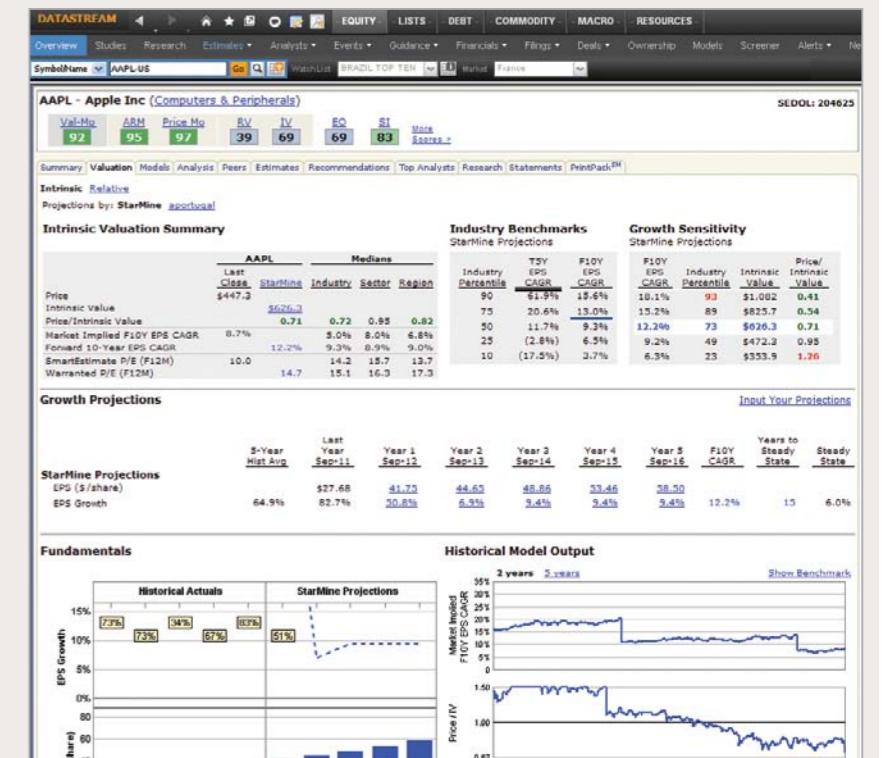 DATASTREAM EQUITY LISTS DEBT COMMODITY MACRO RESOURCES
Overview Studies Research Estimates Analysts Events Guidance Financials Filings Deals Ownership Models Screener Alerts Ne
Symbol/Name AAPL-US Go WatchList BRAZIL TOP TEN Market France
AAPL - Apple Inc (Computers & Peripherals) SEDOL: 204625
Val-Mo ARM Price Mo RV IV EQ SI More
92 95 97 39 69 69 83 Scores >
Summary Valuation Models Analysis Peers Estimates Recommendations Top Analysts Research Statements PrintPack SM
Intrinsic Relative
Projections by: StarMine aportugal
Intrinsic Valuation Summary
AAPL Medians
Last
Close StarMine Industry Sector Region
Price $447.3
Intrinsic Value $626.3
Price/Intrinsic Value 0.71 0.72 0.95 0.82
Market Implied F10Y EPS CAGR 8.7% 5.0% 8.0% 6.8%
Forward 10-Year EPS CAGR 12.2% 9.3% 8.9% 9.0%
SmartEstimate P/E (F12M) 10.0 14.2 15.7 13.7
Warranted P/E (F12M) 14.7 15.1 16.3 17.3
Industry Benchmarks
StarMine Projections
T5Y F10Y
Industry EPS EPS
Percentile CAGR CAGR
90 61.9% 15.6%
75 20.6% 13.0%
50 11.7% 9.3%
25 (2.8%) 6.5%
10 (17.5%) 3.7%
Growth Sensitivity
StarMine Projections
F10Y Price/
EPS Industry Intrinsic Intrinsic
CAGR Percentile Value Value
18.1% 93 $1,082 0.41
15.2% 89 $825.7 0.54
12.2% 73 $626.3 0.71
9.2% 49 $472.3 0.95
6.3% 23 $353.9 1.26
Growth Projections Input Your Projections
Last Years to
5-Year Year Year 1 Year 2 Year 3 Year 4 Year 5 F10Y Steady Steady
Hist Avg Sep-11 Sep-12 Sep-13 Sep-14 Sep-15 Sep-16 CAGR State State
StarMine Projections
EPS ($/share) $27.68 41.75 44.65 48.86 53.46 58.50
EPS Growth 64.9% 82.7% 50.8% 6.9% 9.4% 9.4% 9.4% 12.2% 15 6.0%
Fundamentals
Historical Actuals StarMine Projections
EPS Growth
15%
10%
5%
0%
73% 73% 34% 67% 83% 51%
80
60
hare)
Historical Model Output
2 years 5 years Show Benchmark
Market Implied
F10Y EPS CAGR
35%
30%
25%
20%
15%
10%
5%
0
Price / IV
1.50
1.00
0.67